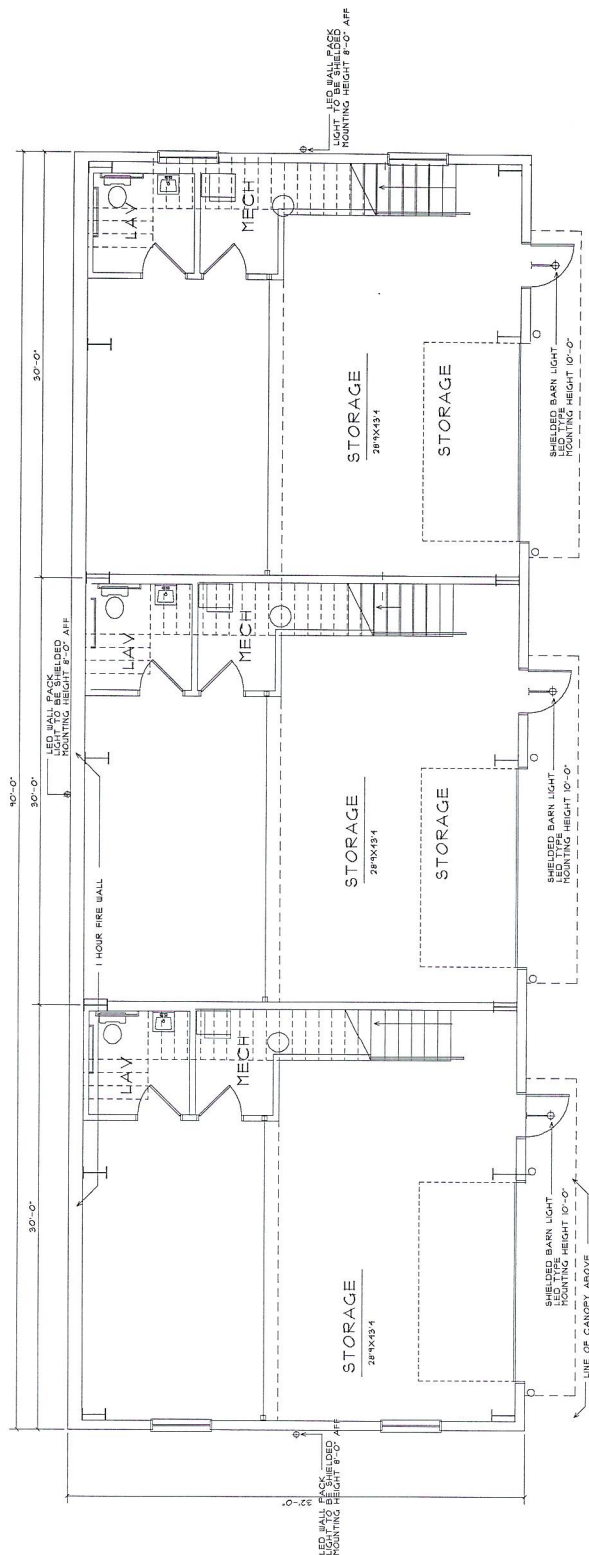 90'-0"
30'-0"
30'-0"
30'-0"
LED WALL PACK
LIGHT TO BE SHIELDED
MOUNTING HEIGHT 8'-0" AFF
1 HOUR FIRE WALL
LAV
LAV
LAV
MECH
MECH
MECH
32'-0"
LED WALL PACK
LIGHT TO BE SHIELDED
MOUNTING HEIGHT 8'-0" AFF
LED WALL PACK
LIGHT TO BE SHIELDED
MOUNTING HEIGHT 8'-0" AFF
STORAGE
28'9X43'4
STORAGE
28'9X43'4
STORAGE
28'9X43'4
STORAGE
STORAGE
SHIELDED BARN LIGHT
LED TYPE
MOUNTING HEIGHT 10'-0"
SHIELDED BARN LIGHT
LED TYPE
MOUNTING HEIGHT 10'-0"
SHIELDED BARN LIGHT
LED TYPE
MOUNTING HEIGHT 10'-0"
LINE OF CANOPY ABOVE